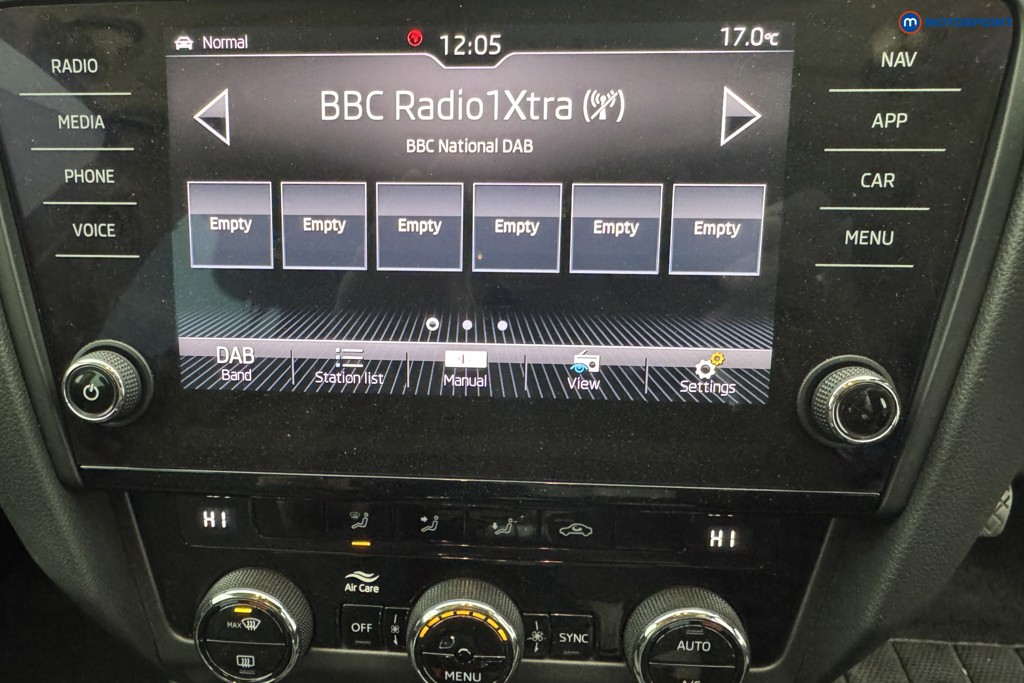 MOTORPOINT
Normal
12:05
17.0°C
RADIO
MEDIA
PHONE
VOICE
BBC Radio1Xtra
BBC National DAB
Empty Empty Empty Empty Empty Empty
DAB
Band
Station list
Manual
View
Settings
NAV
APP
CAR
MENU
HI
HI
Air Care
MAX
OFF
MENU
SYNC
AUTO